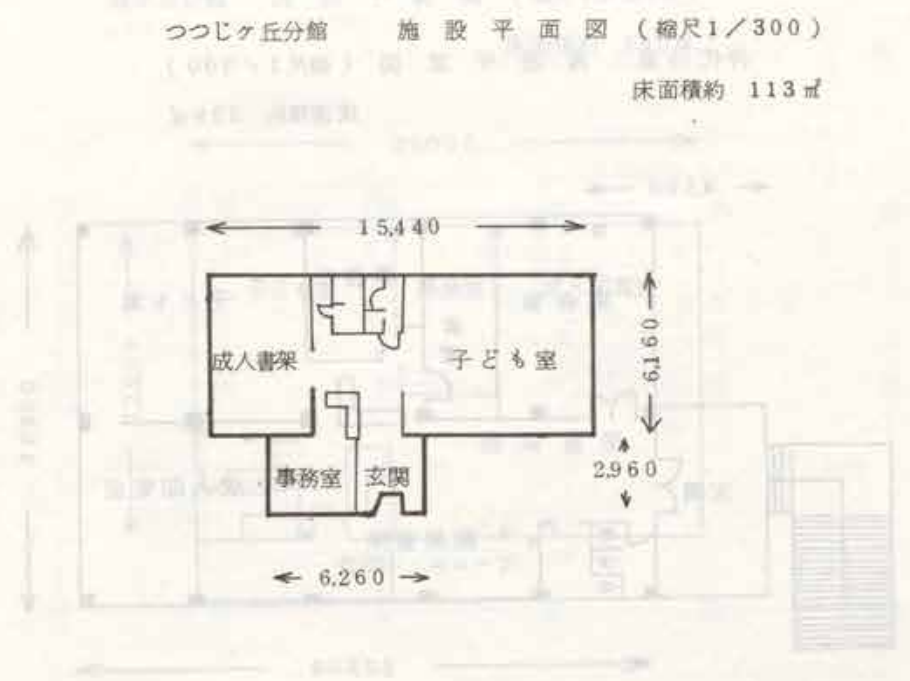 つつじヶ丘分館 施設平面図 (縮尺1/300)
床面積約 113㎡
15,440
成人書架
子ども室
6,160
事務室
玄関
2,960
6,260